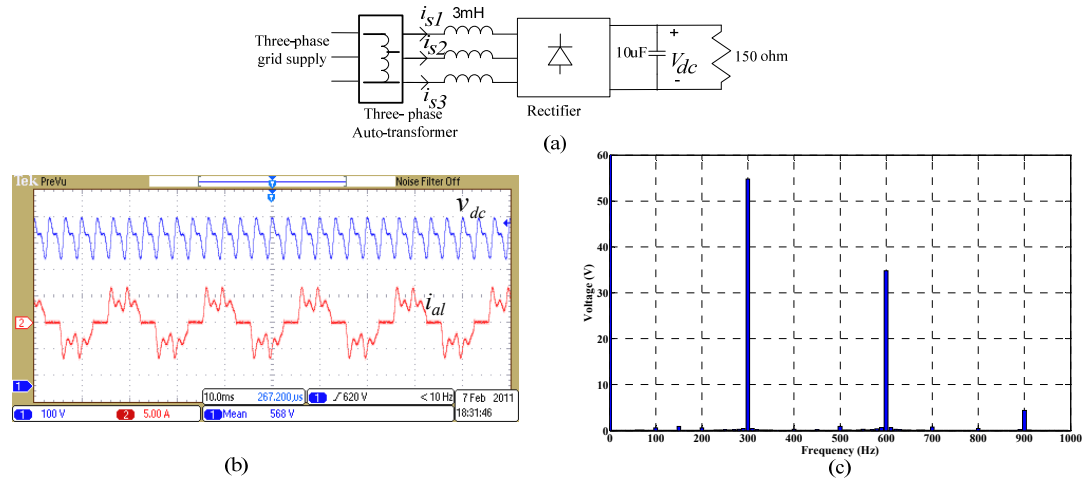 Three-phase
grid supply
i_s1
i_s2
i_s3
3mH
Three- phase
Auto-transformer
Rectifier
10uF
+
V_dc
-
150 ohm
(a)
Tek PreVu
Noise Filter Off
v_dc
i_al
2
1
10.0ms 267.200µs
1 620 V
< 10 Hz
7 Feb 2011
18:31:46
1 100 V
2 5.00 A
1 Mean 568 V
(b)
Voltage (V)
60
50
40
30
20
10
0
0 100 200 300 400 500 600 700 800 900 1000
Frequency (Hz)
(c)